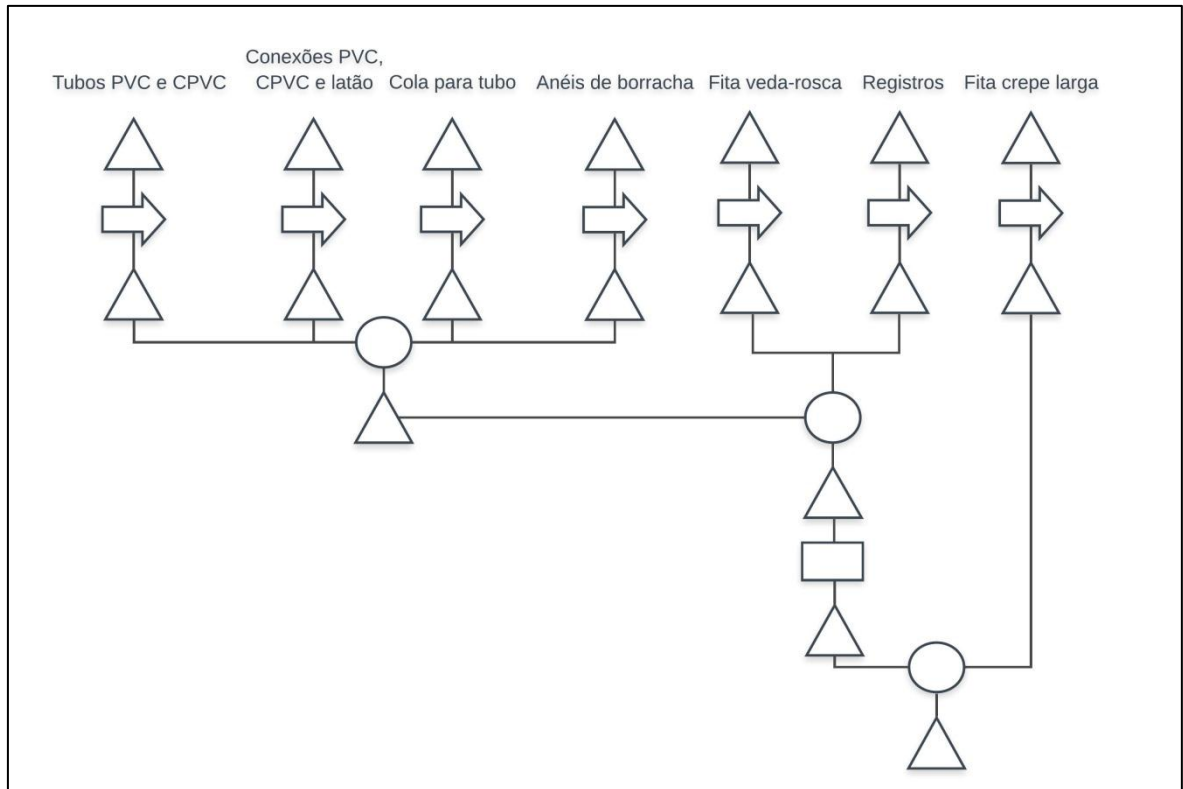 Tubos PVC e CPVC
Conexões PVC,
CPVC e latão
Cola para tubo
Anéis de borracha
Fita veda-rosca
Registros
Fita crepe larga